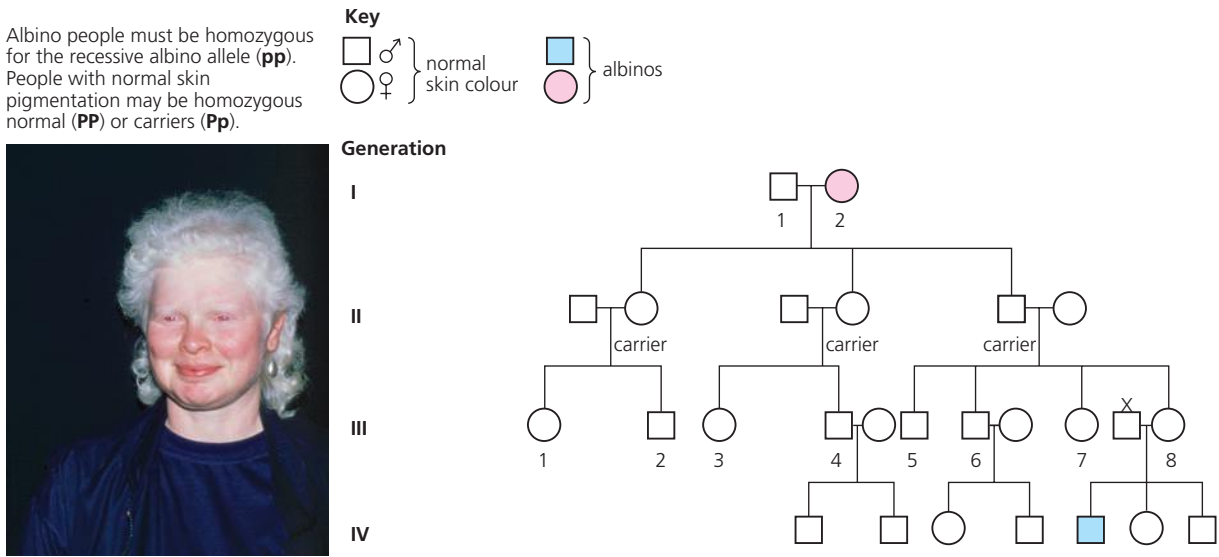 Albino people must be homozygous
for the recessive albino allele (pp).
People with normal skin
pigmentation may be homozygous
normal (PP) or carriers (Pp).
Key
♂
♀
normal
skin colour
albinos
Generation
I
1 2
II
carrier carrier carrier
X
III
1 2 3 4 5 6 7 8
IV